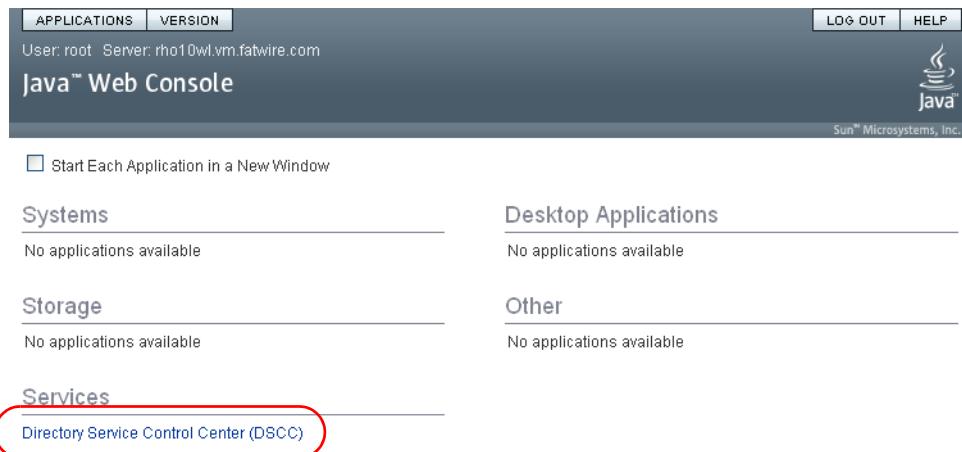 APPLICATIONS VERSION LOG OUT HELP
User: root Server: rho10wl.vm.fatwire.com
Java™ Web Console
Java™
Sun™ Microsystems, Inc.
Start Each Application in a New Window
Systems
No applications available
Desktop Applications
No applications available
Storage
No applications available
Other
No applications available
Services
Directory Service Control Center (DSCC)